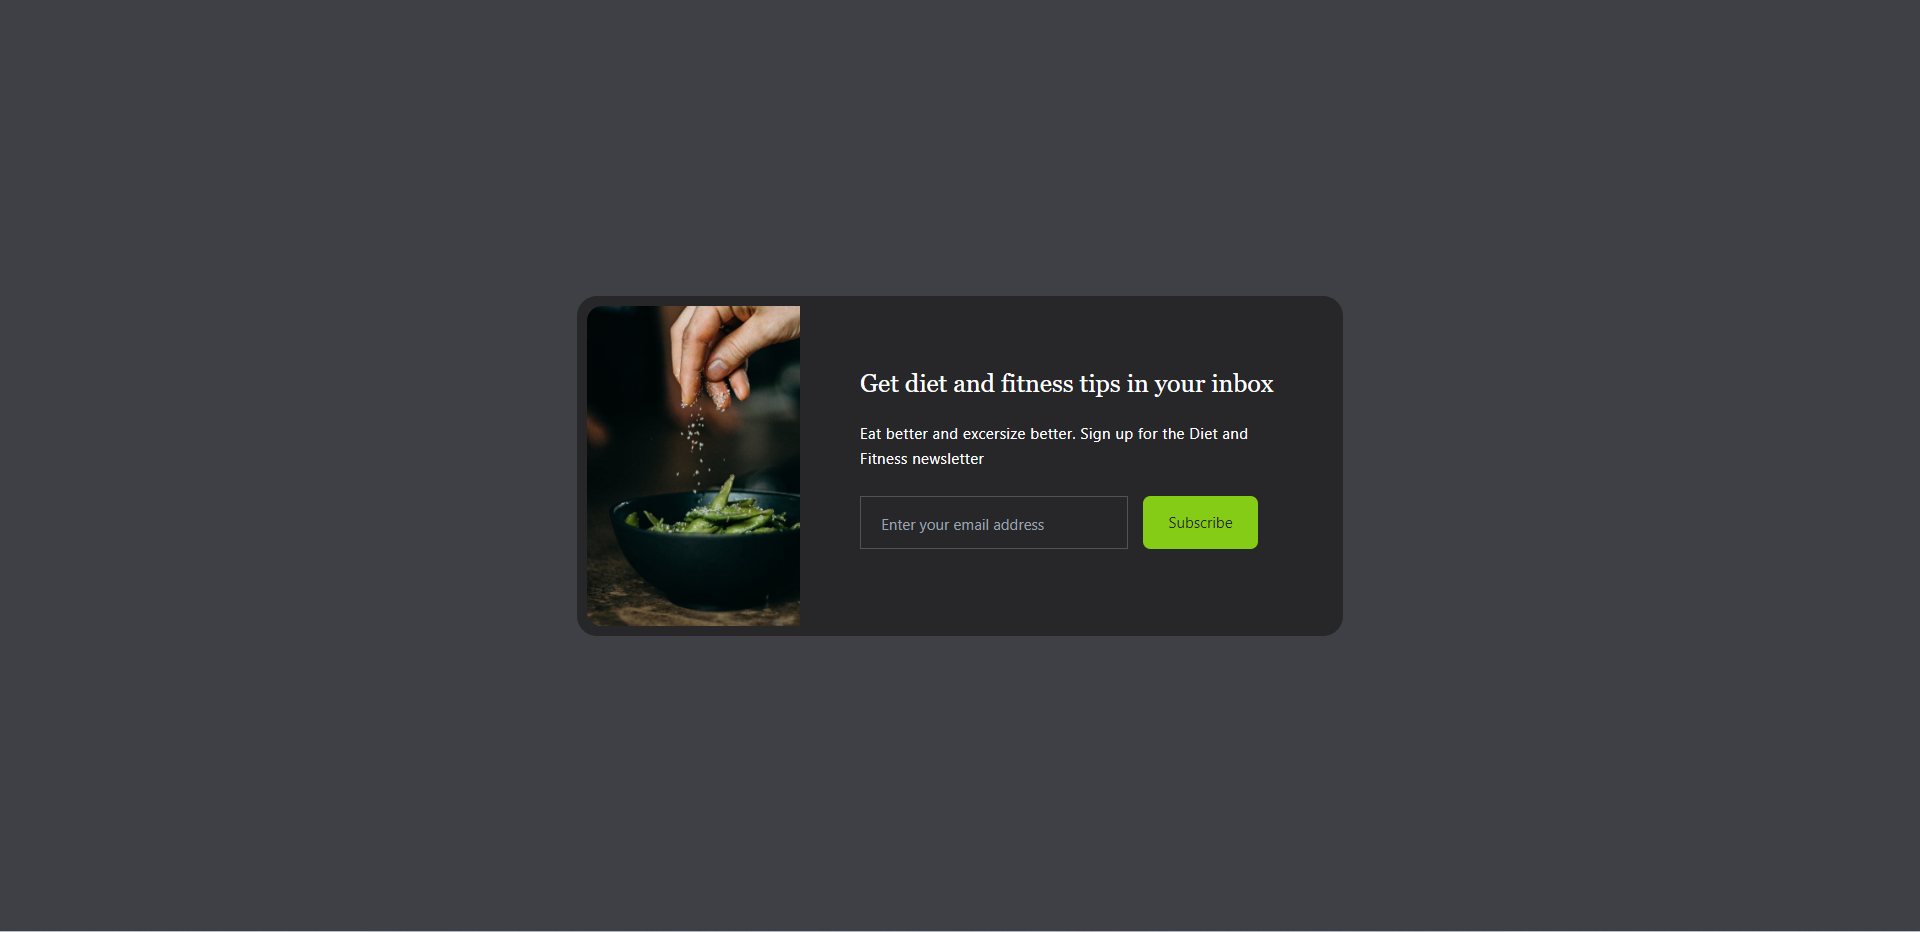 Get diet and fitness tips in your inbox
Eat better and excersize better. Sign up for the Diet and
Fitness newsletter
Enter your email address
Subscribe